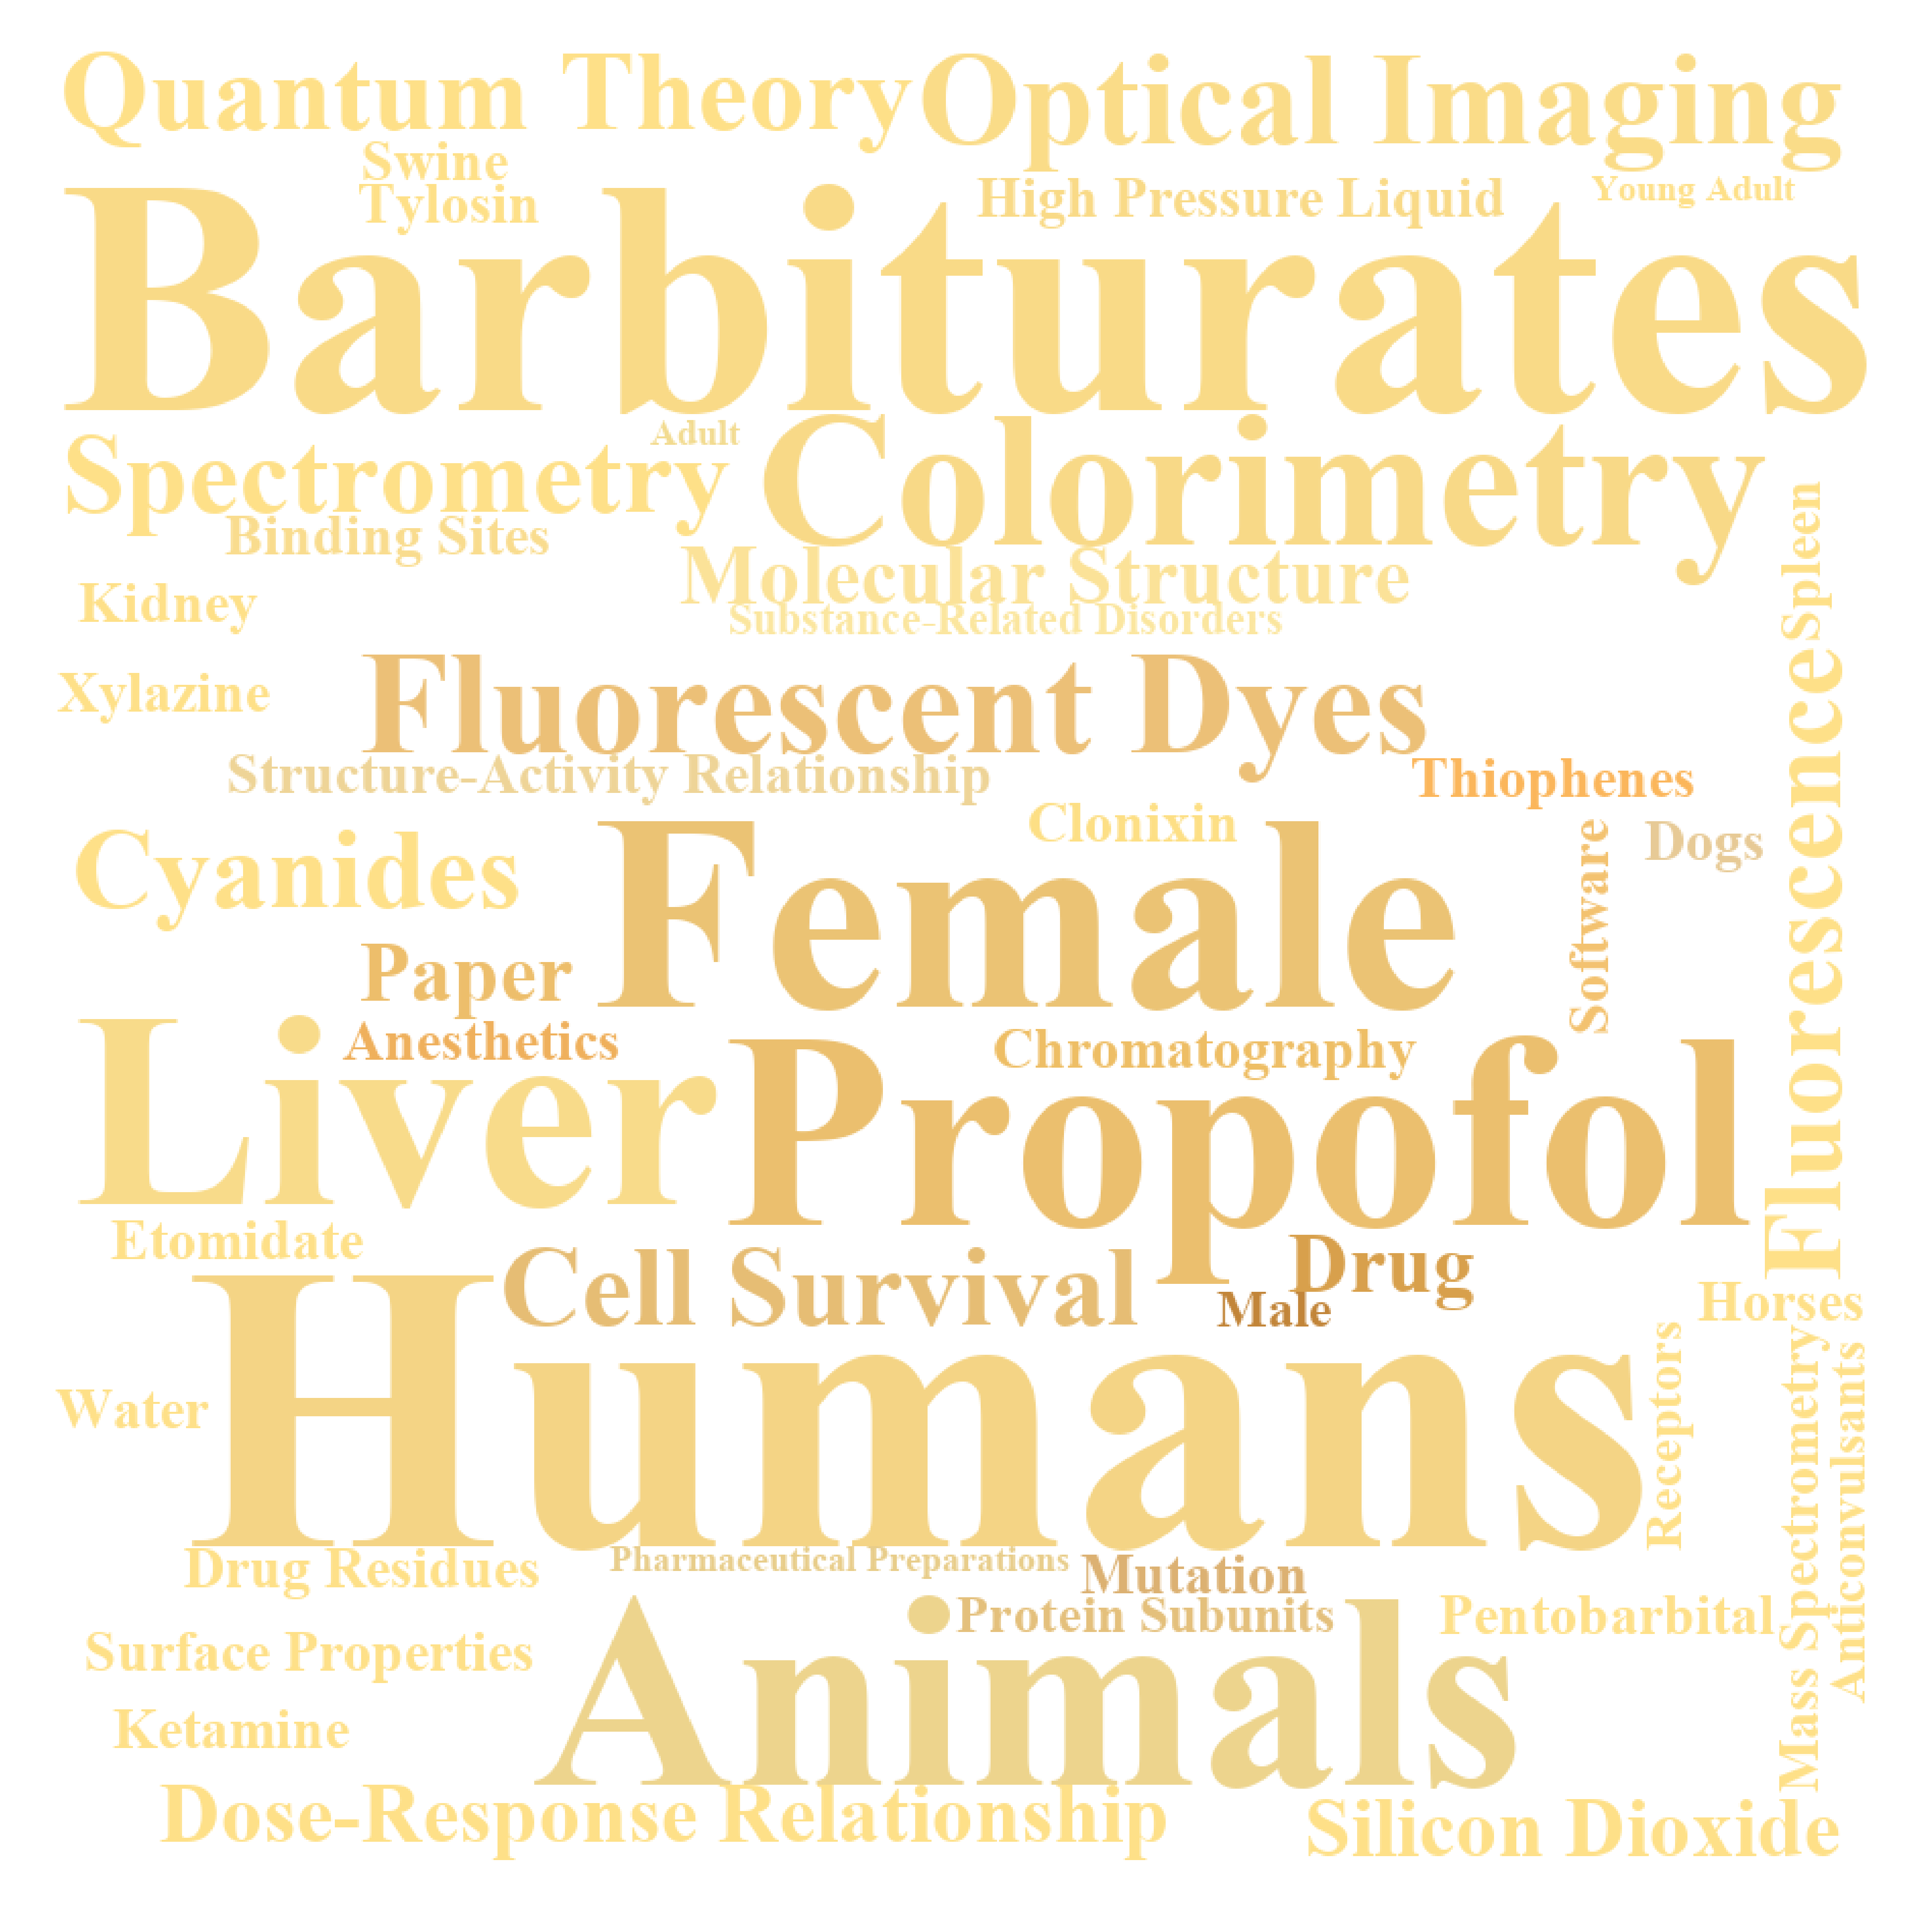 Quantum Theory
Optical Imaging
Swine
Tylosin
High Pressure Liquid
Young Adult
Barbiturates
Adult
Spectrometry
Colorimetry
Binding Sites
Molecular Structure
Spleen
Kidney
Substance-Related Disorders
Xylazine
Fluorescent Dyes
Structure-Activity Relationship
Thiophenes
Fluorescence
Clonixin
Dogs
Cyanides
Female
Software
Paper
Liver
Anesthetics
Chromatography
Propofol
Etomidate
Cell Survival
Drug
Male
Horses
Humans
Water
Receptors
Mass Spectrometry
Anticonvulsants
Drug Residues
Pharmaceutical Preparations
Mutation
Protein Subunits
Pentobarbital
Surface Properties
Animals
Ketamine
Dose-Response Relationship
Silicon Dioxide